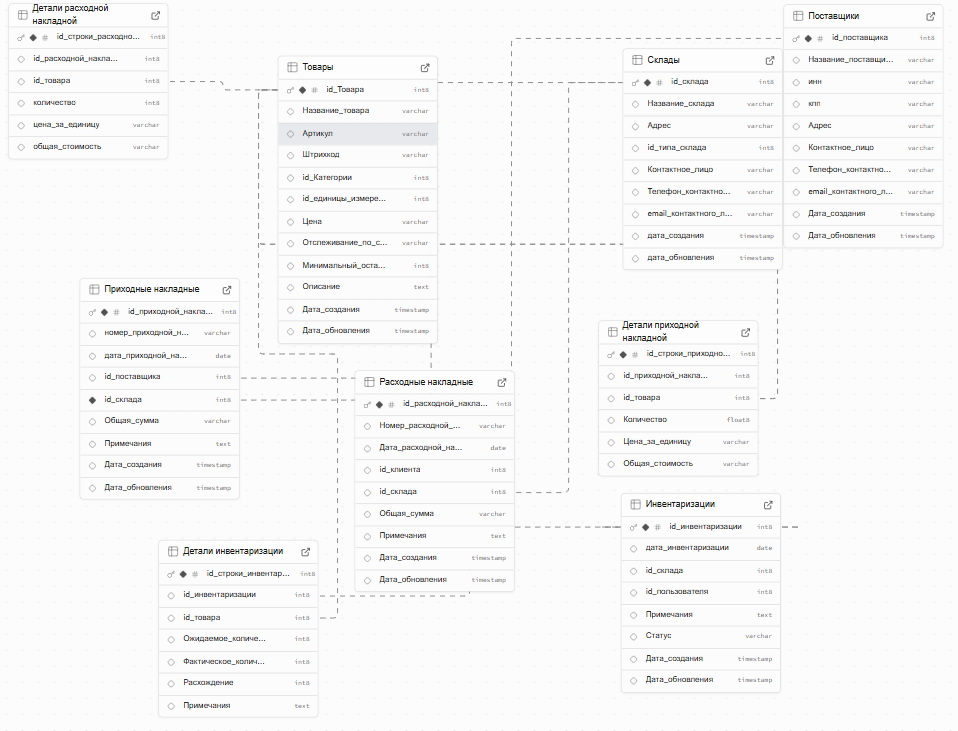 Детали расходной
накладной
id_строки_расходно... int8
id_расходной_накла... int8
id_товара int8
количество int8
цена_за_единицу varchar
общая_стоимость varchar
Товары
id_Товара int8
Название_товара varchar
Артикул varchar
Штрихкод varchar
id_Категории int8
id_единицы_измере... int8
Цена varchar
Отслеживание_по_с... varchar
Минимальный_оста... int8
Описание text
Дата_создания timestamp
Дата_обновления timestamp
Склады
id_склада int8
Название_склада varchar
Адрес varchar
id_типа_склада int8
Контактное_лицо varchar
Телефон_контактно... varchar
email_контактного_л... varchar
дата_создания timestamp
дата_обновления timestamp
Поставщики
id_поставщика int8
Название_поставщи... varchar
инн varchar
кпп varchar
Адрес varchar
Контактное_лицо varchar
Телефон_контактно... varchar
email_контактного_л... varchar
Дата_создания timestamp
Дата_обновления timestamp
Приходные накладные
id_приходной_накла... int8
номер_приходной_н... varchar
дата_приходной_на... date
id_поставщика int8
id_склада int8
Общая_сумма varchar
Примечания text
Дата_создания timestamp
Дата_обновления timestamp
Расходные накладные
id_расходной_накла... int8
Номер_расходной_... varchar
Дата_расходной_на... date
id_клиента int8
id_склада int8
Общая_сумма varchar
Примечания text
Дата_создания timestamp
Дата_обновления timestamp
Детали приходной
накладной
id_строки_приходно... int8
id_приходной_накла... int8
id_товара int8
Количество float8
Цена_за_единицу varchar
Общая_стоимость varchar
Инвентаризации
id_инвентаризации int8
дата_инвентаризации date
id_склада int8
id_пользователя int8
Примечания text
Статус varchar
Дата_создания timestamp
Дата_обновления timestamp
Детали инвентаризации
id_строки_инвентар... int8
id_инвентаризации int8
id_товара int8
Ожидаемое_количе... int8
Фактическое_колич... int8
Расхождение int8
Примечания text